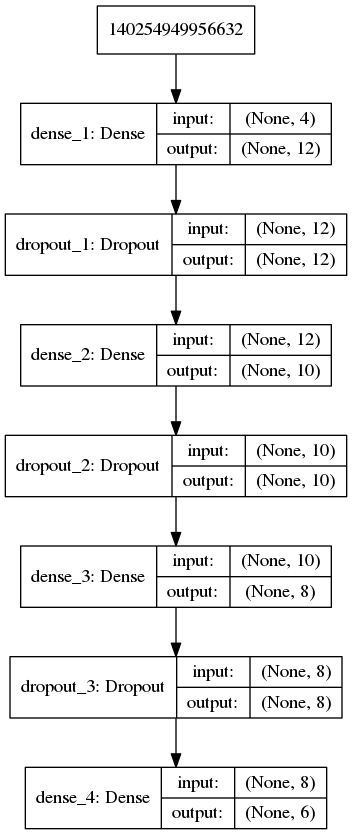 140254949956632
dense_1: Dense
input: (None, 4)
output: (None, 12)
dropout_1: Dropout
input: (None, 12)
output: (None, 12)
dense_2: Dense
input: (None, 12)
output: (None, 10)
dropout_2: Dropout
input: (None, 10)
output: (None, 10)
dense_3: Dense
input: (None, 10)
output: (None, 8)
dropout_3: Dropout
input: (None, 8)
output: (None, 8)
dense_4: Dense
input: (None, 8)
output: (None, 6)